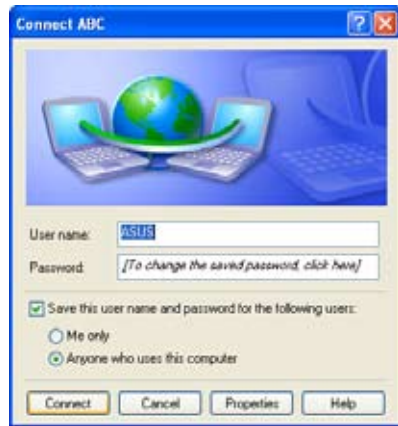 Connect ABC
User name: ASUS
Password: [To change the saved password, click here]
Save this user name and password for the following users:
Me only
Anyone who uses this computer
Connect Cancel Properties Help